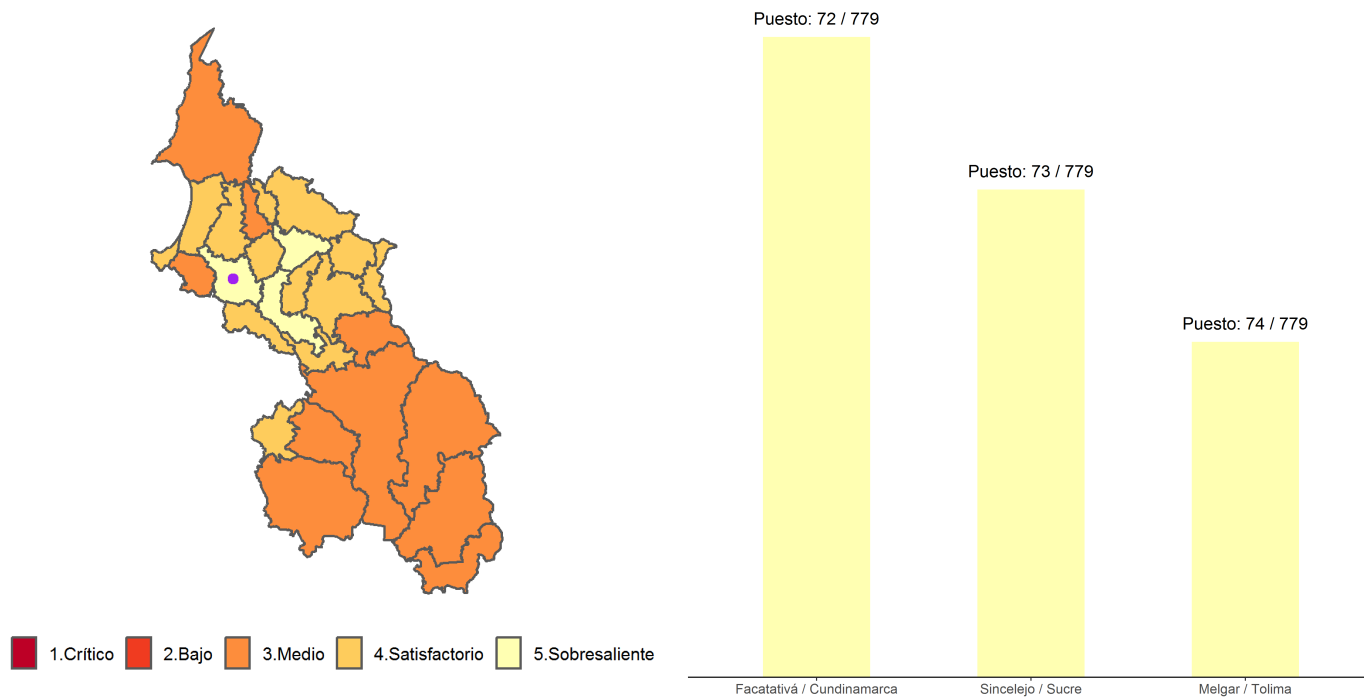 Puesto: 72 / 779
Puesto: 73 / 779
Puesto: 74 / 779
1.Crítico
2.Bajo
3.Medio
4.Satisfactorio
5.Sobresaliente
Facatativá / Cundinamarca
Sincelejo / Sucre
Melgar / Tolima